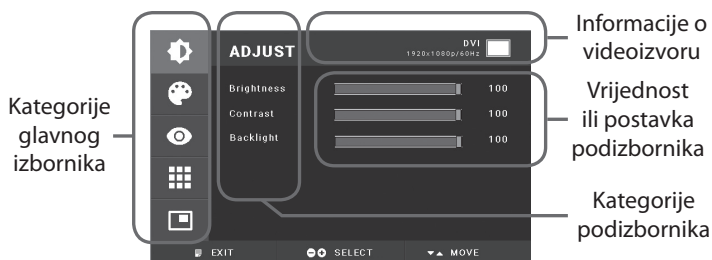 Informacije o
videoizvoru
DVI
1920x1080p/60Hz
ADJUST
Brightness 100
Contrast 100
Backlight 100
Kategorije
glavnog
izbornika
Vrijednost
ili postavka
podizbornika
Kategorije
podizbornika
EXIT SELECT MOVE